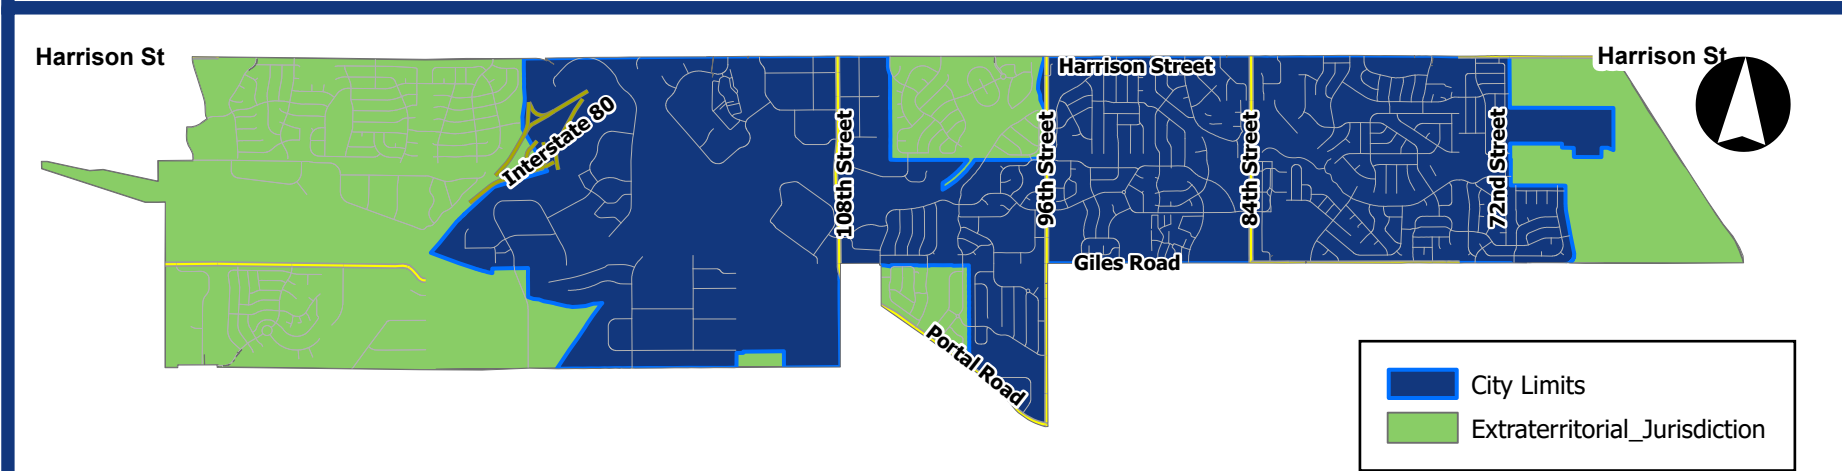 Harrison St
Harrison St
Harrison Street
Interstate 80
108th Street
96th Street
84th Street
72nd Street
Giles Road
Portal Road
City Limits
Extraterritorial_Jurisdiction